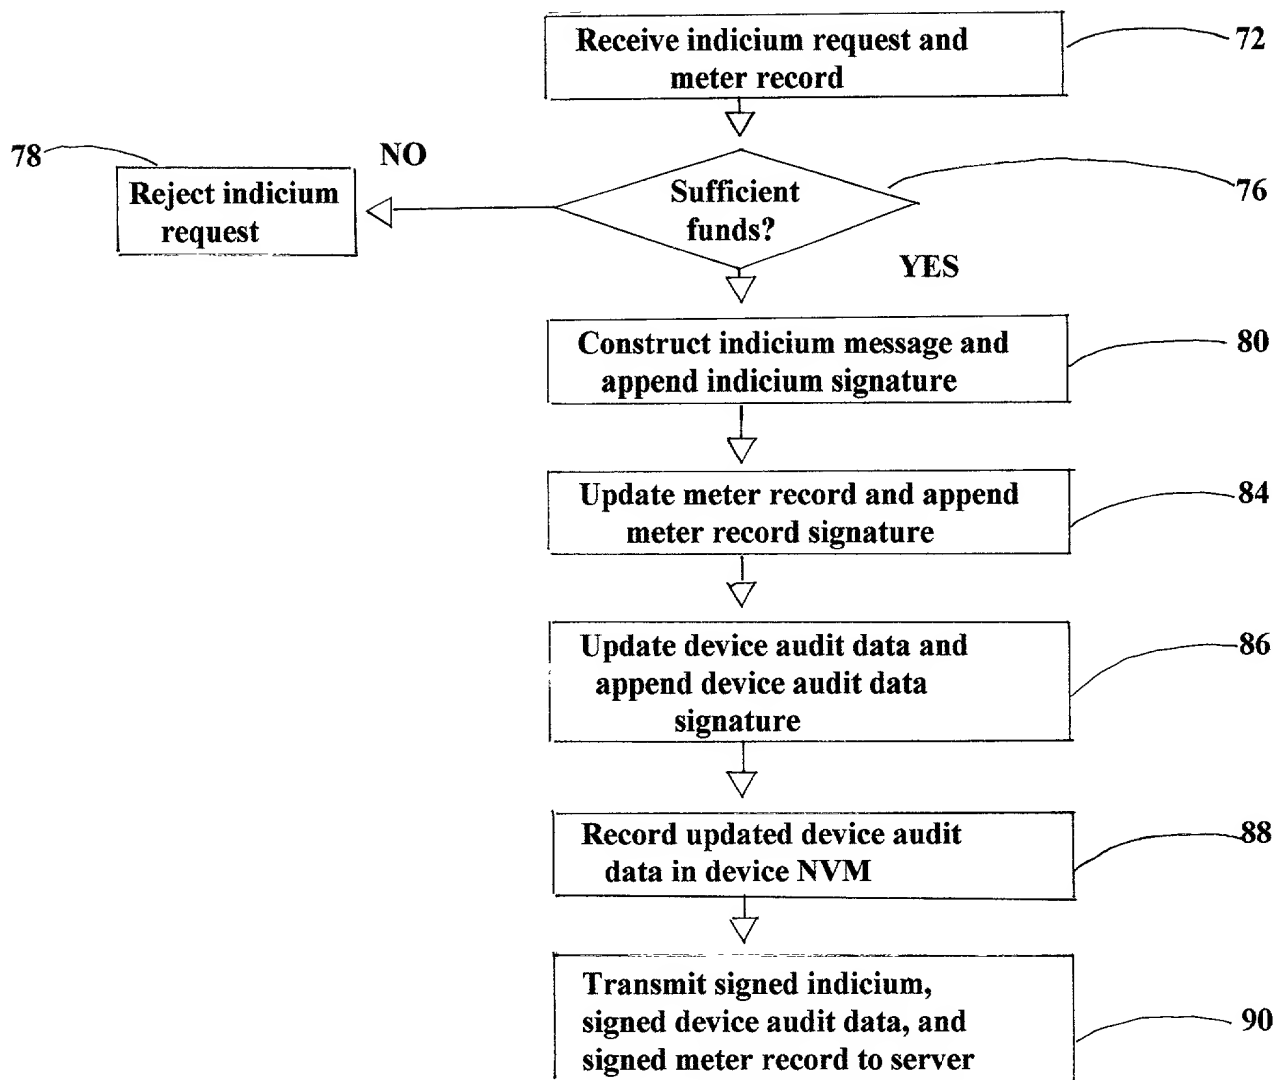 Receive indicium request and
meter record
72
78
NO
Reject indicium
request
Sufficient
funds?
76
YES
Construct indicium message and
append indicium signature
80
Update meter record and append
meter record signature
84
Update device audit data and
append device audit data
signature
86
Record updated device audit
data in device NVM
88
Transmit signed indicium,
signed device audit data, and
signed meter record to server
90